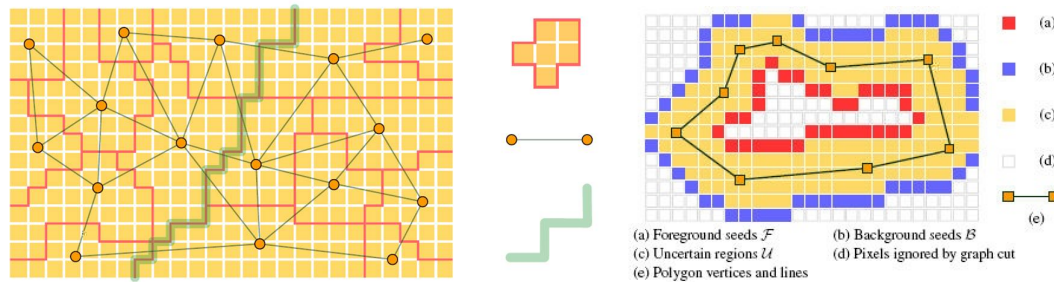 (a)
(b)
(c)
(d)
(e)
(a) Foreground seeds ℱ (b) Background seeds ℬ
(c) Uncertain regions 𝒰 (d) Pixels ignored by graph cut
(e) Polygon vertices and lines